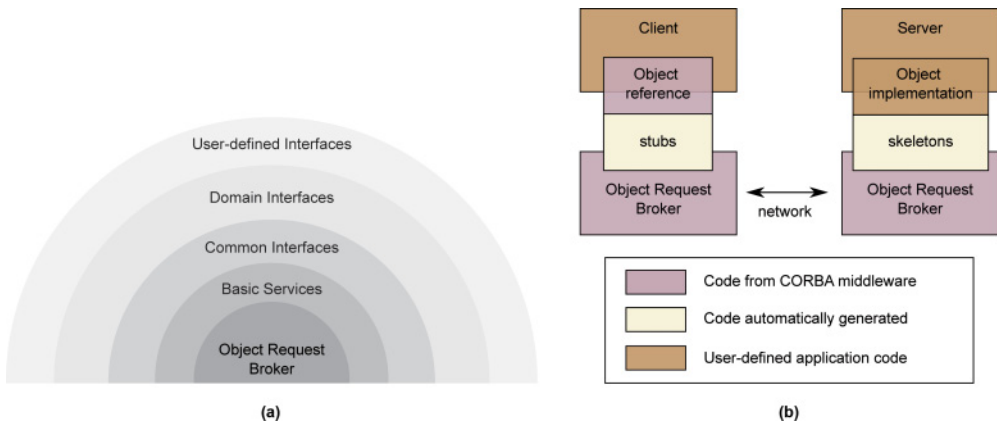 User-defined Interfaces
Domain Interfaces
Common Interfaces
Basic Services
Object Request
Broker
(a)
Client
Object
reference
stubs
Object Request
Broker
network
Server
Object
implementation
skeletons
Object Request
Broker
Code from CORBA middleware
Code automatically generated
User-defined application code
(b)